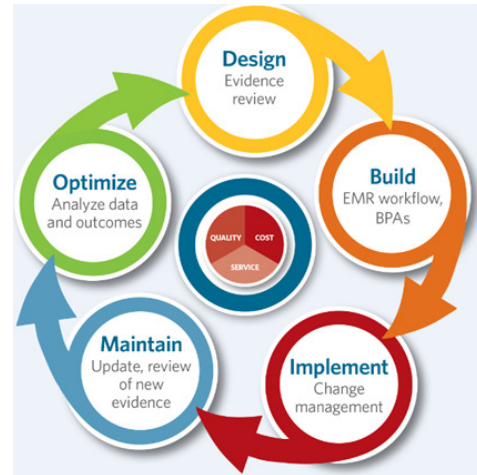 Design
Evidence
review
Build
EMR workflow,
BPAs
Implement
Change
management
Maintain
Update, review
of new
evidence
Optimize
Analyze data
and outcomes
QUALITY
COST
SERVICE